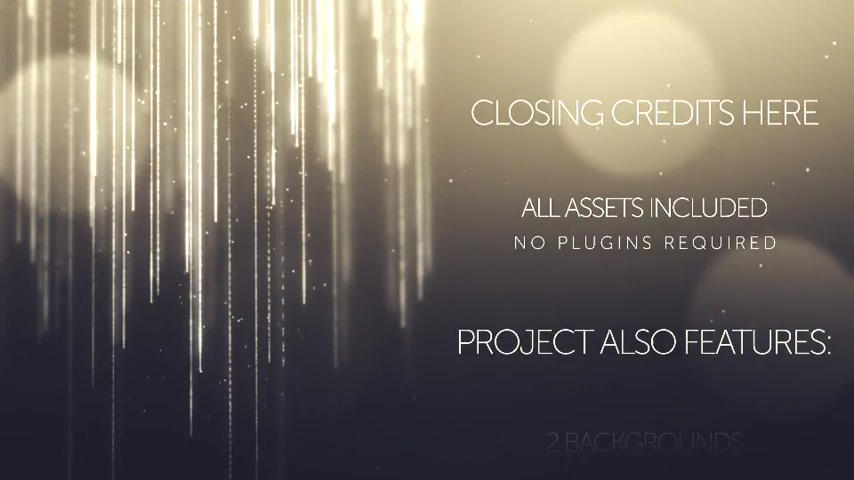 CLOSING CREDITS HERE
ALL ASSETS INCLUDED
NO PLUGINS REQUIRED
PROJECT ALSO FEATURES:
2 BACKGROUNDS